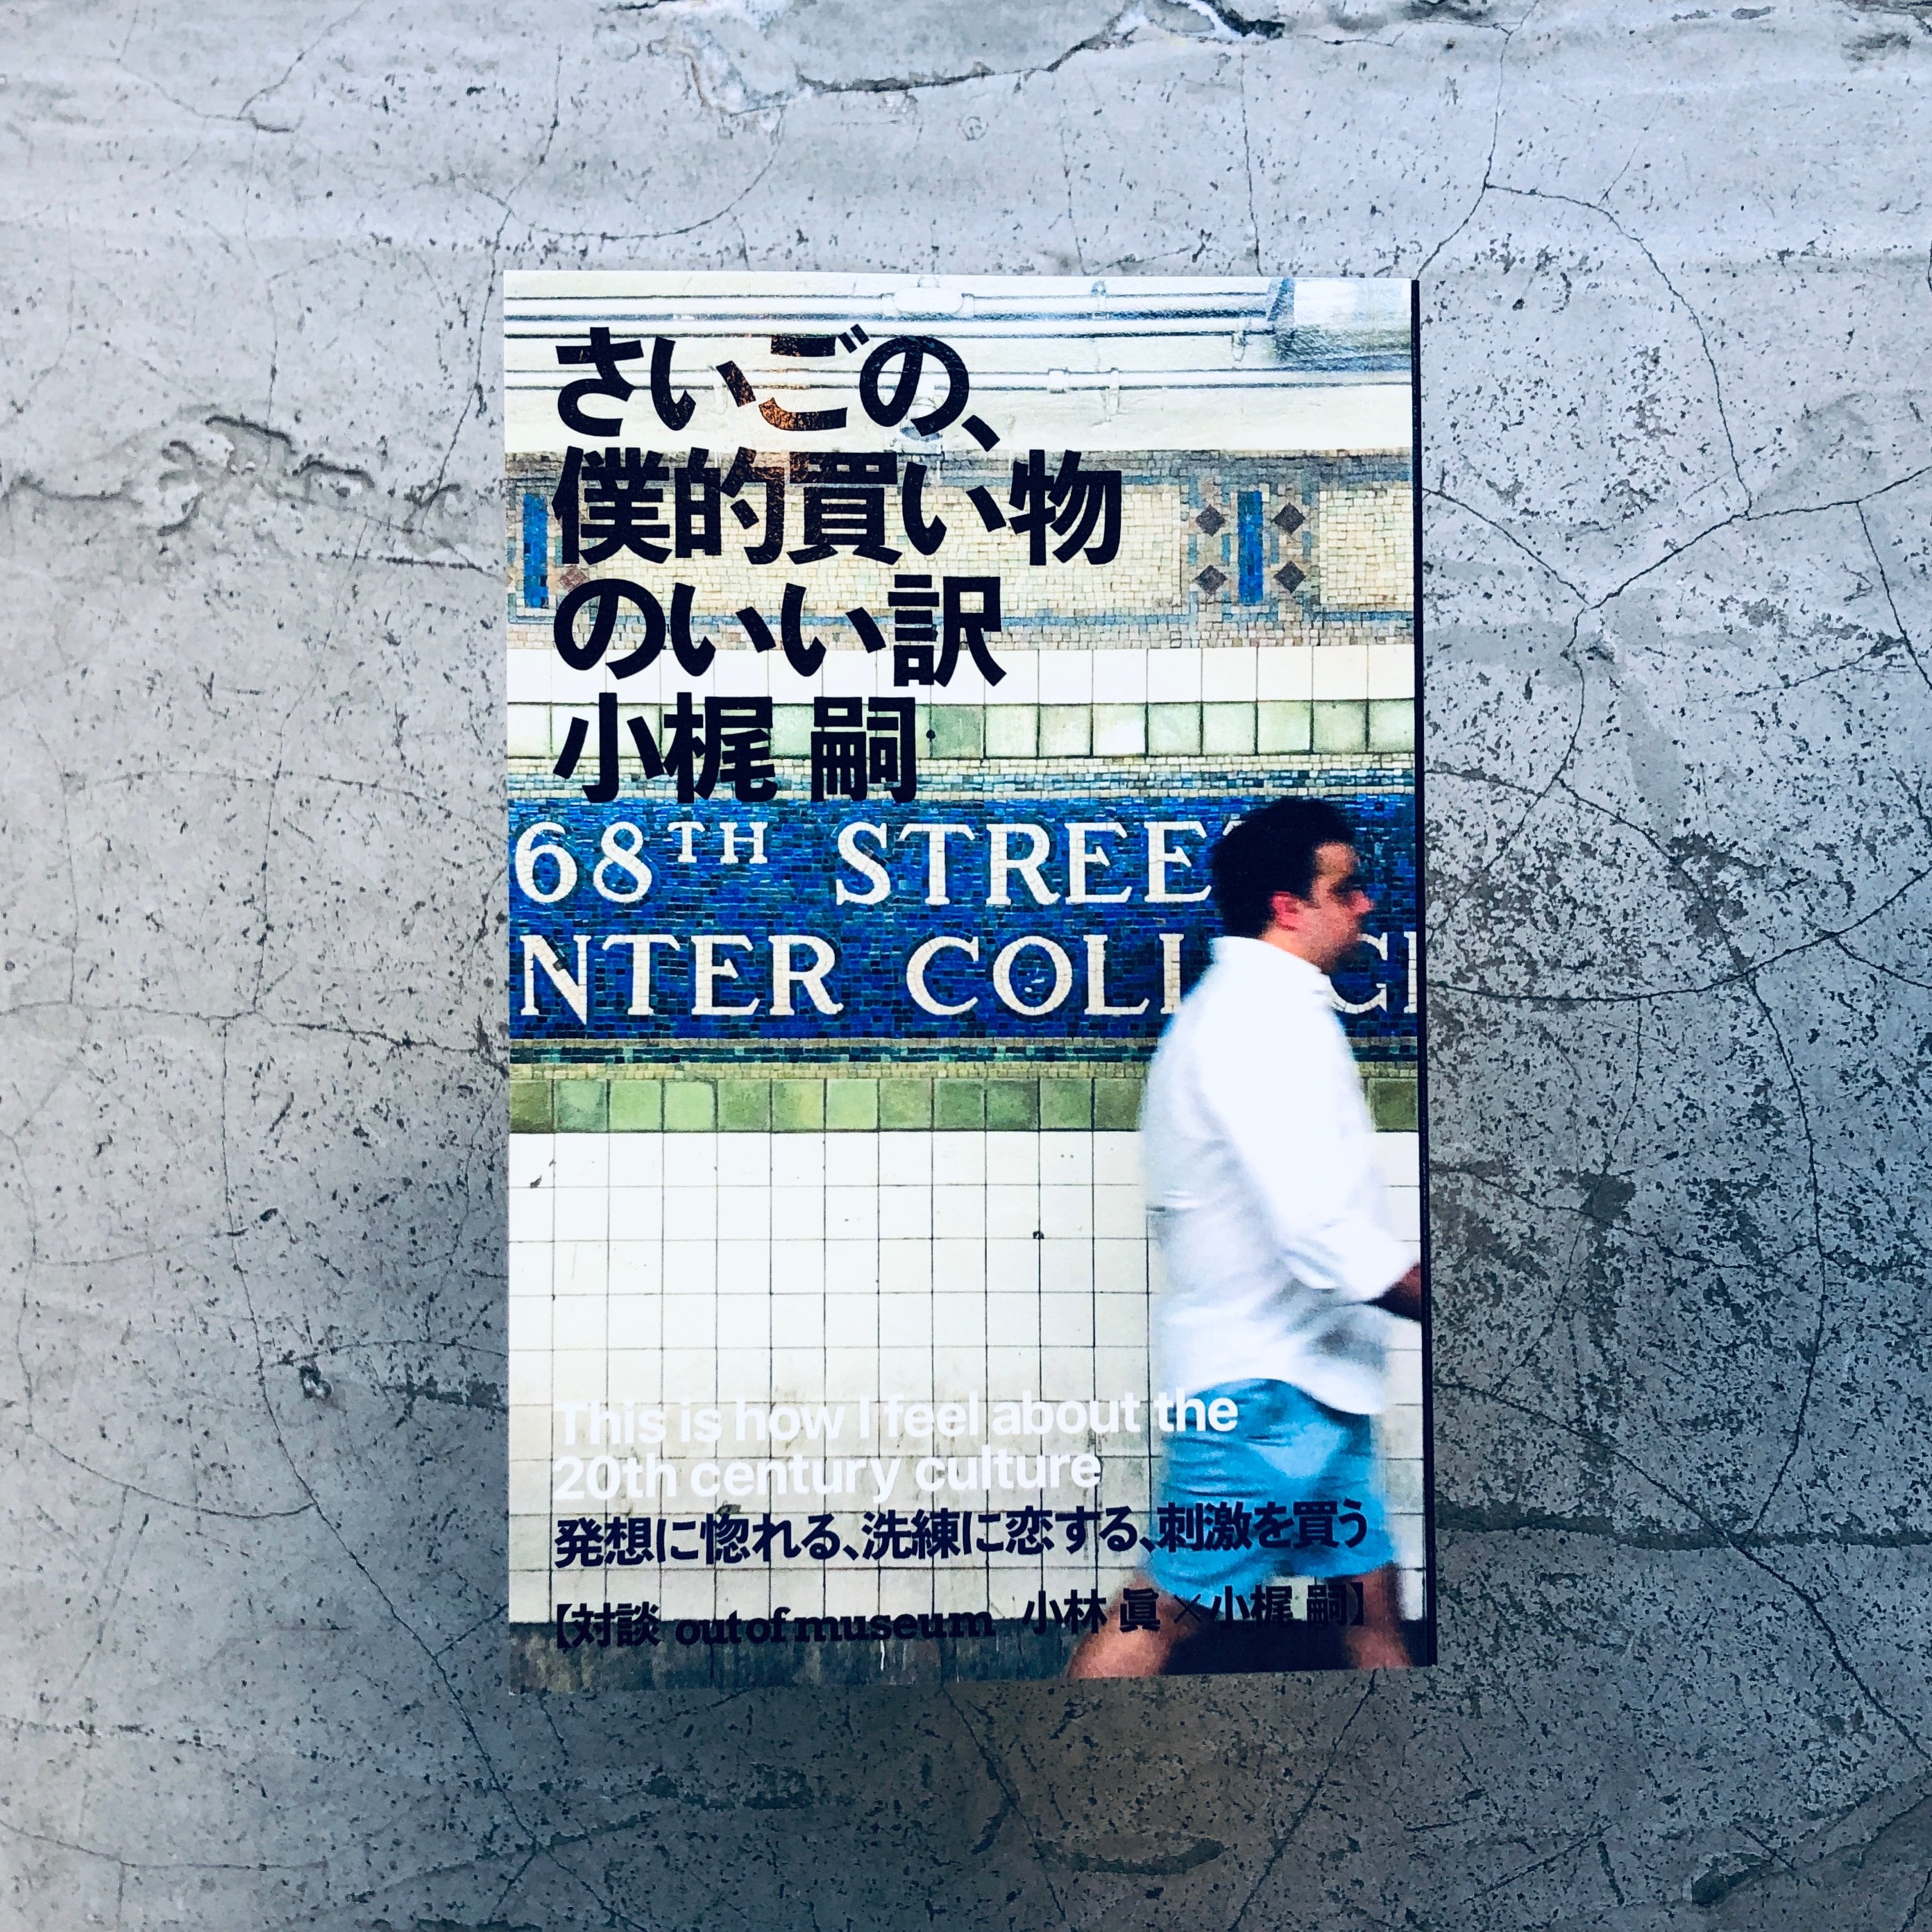 さいごの、
僕的買い物
のいい訳
小梶 嗣
68TH STREE
NTER COLL
This is how I feel about the
20th century culture
発想に惚れる、洗練に恋する、刺激を買う
【対談 out of museum 小林 眞×小梶 嗣】